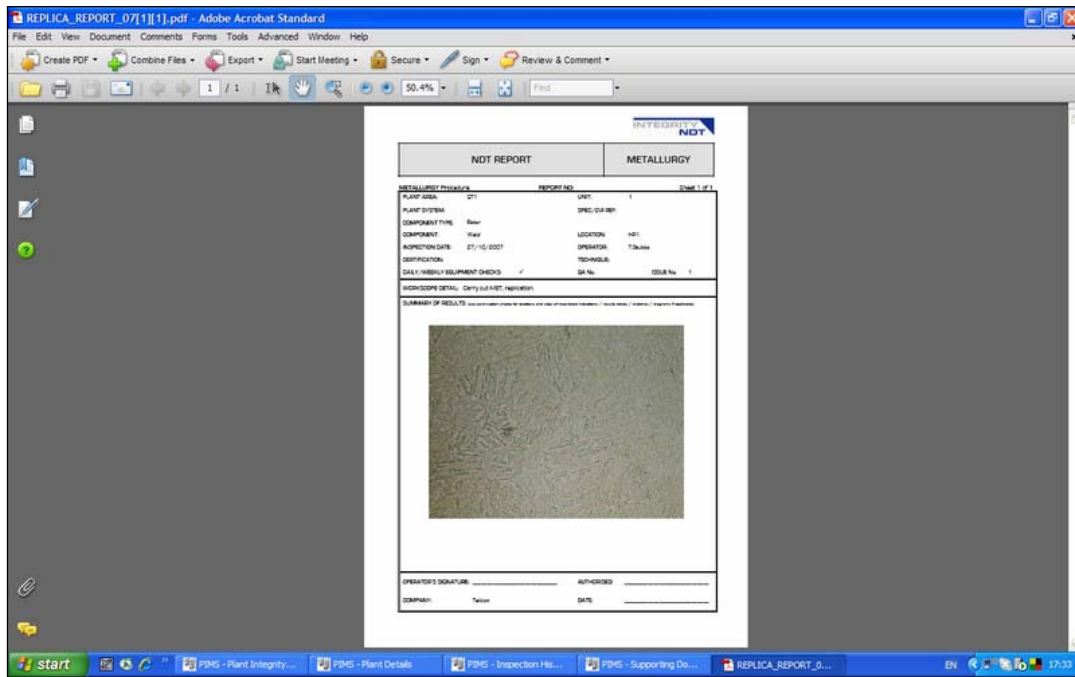 REPLICA_REPORT_07[1][1].pdf - Adobe Acrobat Standard
File Edit View Document Comments Forms Tools Advanced Window Help
Create PDF Combine Files Export Start Meeting Secure Sign Review & Comment
1 / 1 50.4% Find
INTEGRITY
NDT
NDT REPORT METALLURGY
METALLURGY Procedure REPORT NO: Sheet 1 of 1
PLANT AREA: GT1 UNIT: 1
PLANT SYSTEM:
COMPONENT TYPE:
COMPONENT: Weld LOCATION: HP1
INSPECTION DATE: 27/10/2007 OPERATOR:
CERTIFICATION: TECHNIQUE:
DAILY/WEEKLY EQUIPMENT CHECKS: ✓ QA No. ISSUE No. 1
WORKSCOPE DETAIL: Carry out MET. replication.
SUMMARY OF RESULTS
OPERATOR'S SIGNATURE: AUTHORISED:
COMPANY: DATE:
start PIMS - Plant Integrity... PIMS - Plant Details PIMS - Inspection His... PIMS - Supporting Do... REPLICA_REPORT_0... EN 17:33